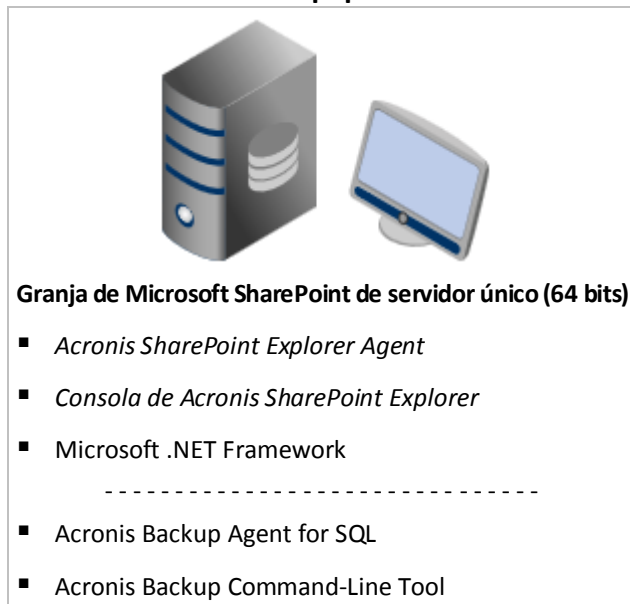 Granja de Microsoft SharePoint de servidor único (64 bits)
▪ Acronis SharePoint Explorer Agent
▪ Consola de Acronis SharePoint Explorer
▪ Microsoft .NET Framework
- - - - - - - - - - - - - - - - - - - - - - - - - - - - - - - -
▪ Acronis Backup Agent for SQL
▪ Acronis Backup Command-Line Tool